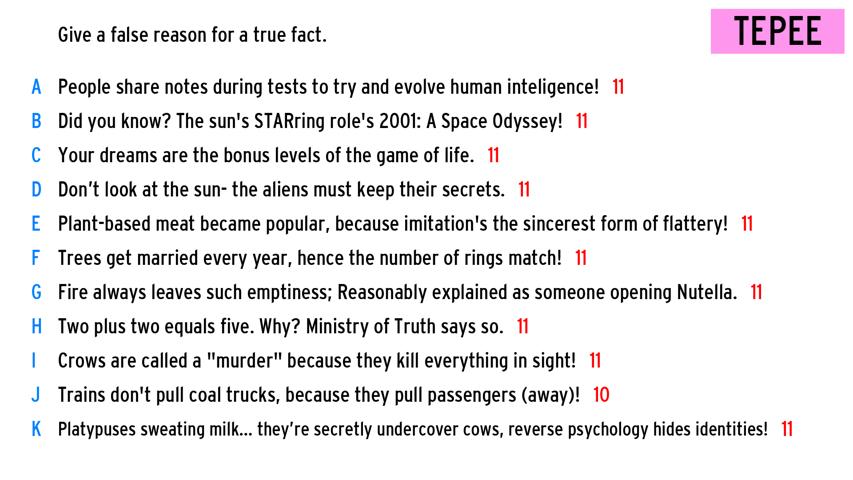 Give a false reason for a true fact.
TEPEE
A People share notes during tests to try and evolve human inteligence! 11
B Did you know? The sun's STARring role's 2001: A Space Odyssey! 11
C Your dreams are the bonus levels of the game of life. 11
D Don’t look at the sun- the aliens must keep their secrets. 11
E Plant-based meat became popular, because imitation's the sincerest form of flattery! 11
F Trees get married every year, hence the number of rings match! 11
G Fire always leaves such emptiness; Reasonably explained as someone opening Nutella. 11
H Two plus two equals five. Why? Ministry of Truth says so. 11
I Crows are called a "murder" because they kill everything in sight! 11
J Trains don't pull coal trucks, because they pull passengers (away)! 10
K Platypuses sweating milk... they’re secretly undercover cows, reverse psychology hides identities! 11